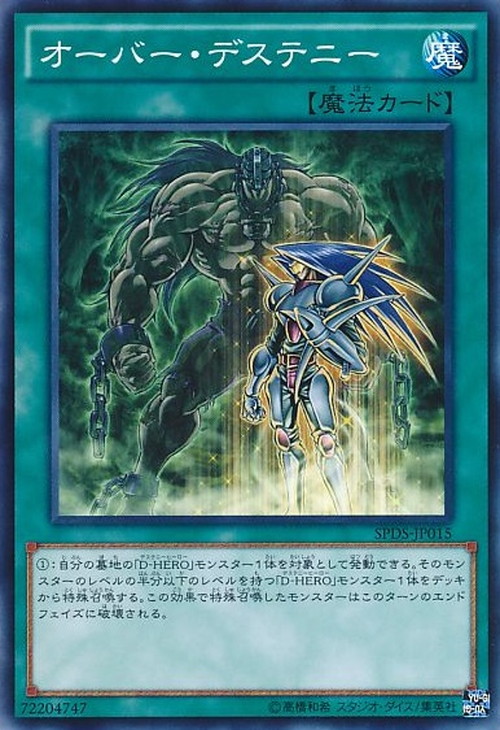 オーバー・デステニー
魔
【魔法カード】
SPDS-JP015
①:自分の墓地の「D-HERO」モンスター1体を対象として発動できる。そのモ
ンスターのレベルの半分以下のレベルを持つ「D-HERO」モンスター1体をデッキ
から特殊召喚する。この効果で特殊召喚したモンスターはこのターンのエンド
フェイズに破壊される。
72204747
©高橋和希 スタジオ・ダイス/集英社